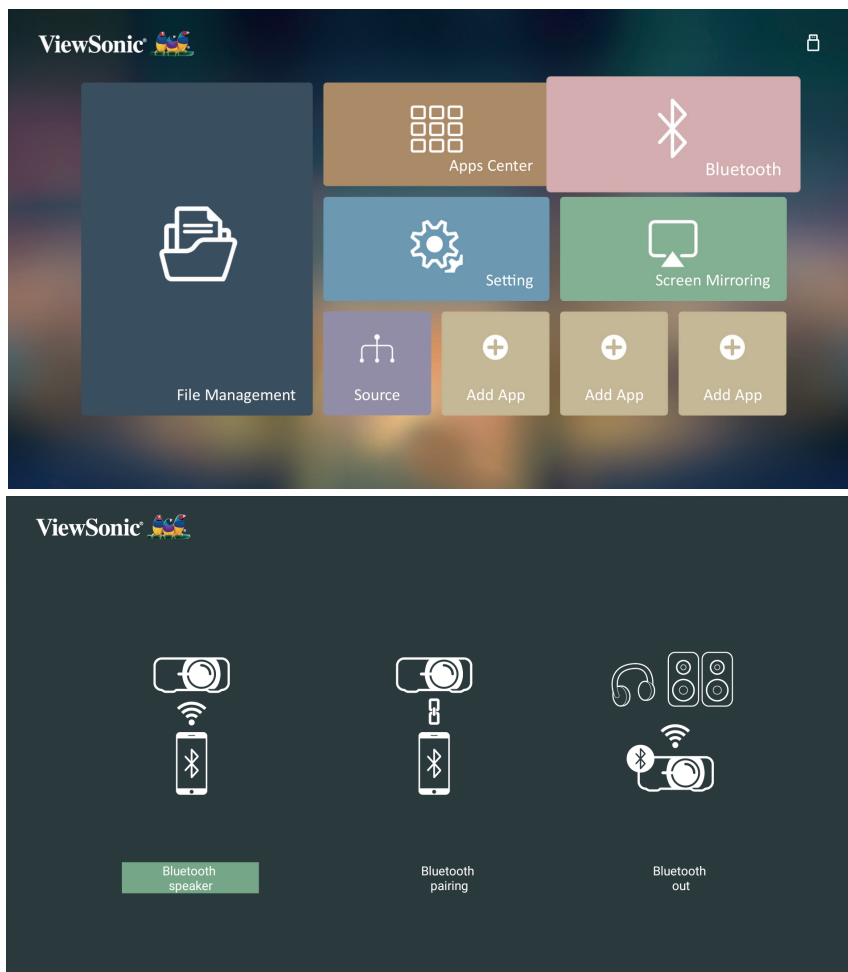 ViewSonic®
Apps Center
Bluetooth
Setting
Screen Mirroring
File Management
Source
Add App
Add App
Add App
ViewSonic®
Bluetooth
speaker
Bluetooth
pairing
Bluetooth
out